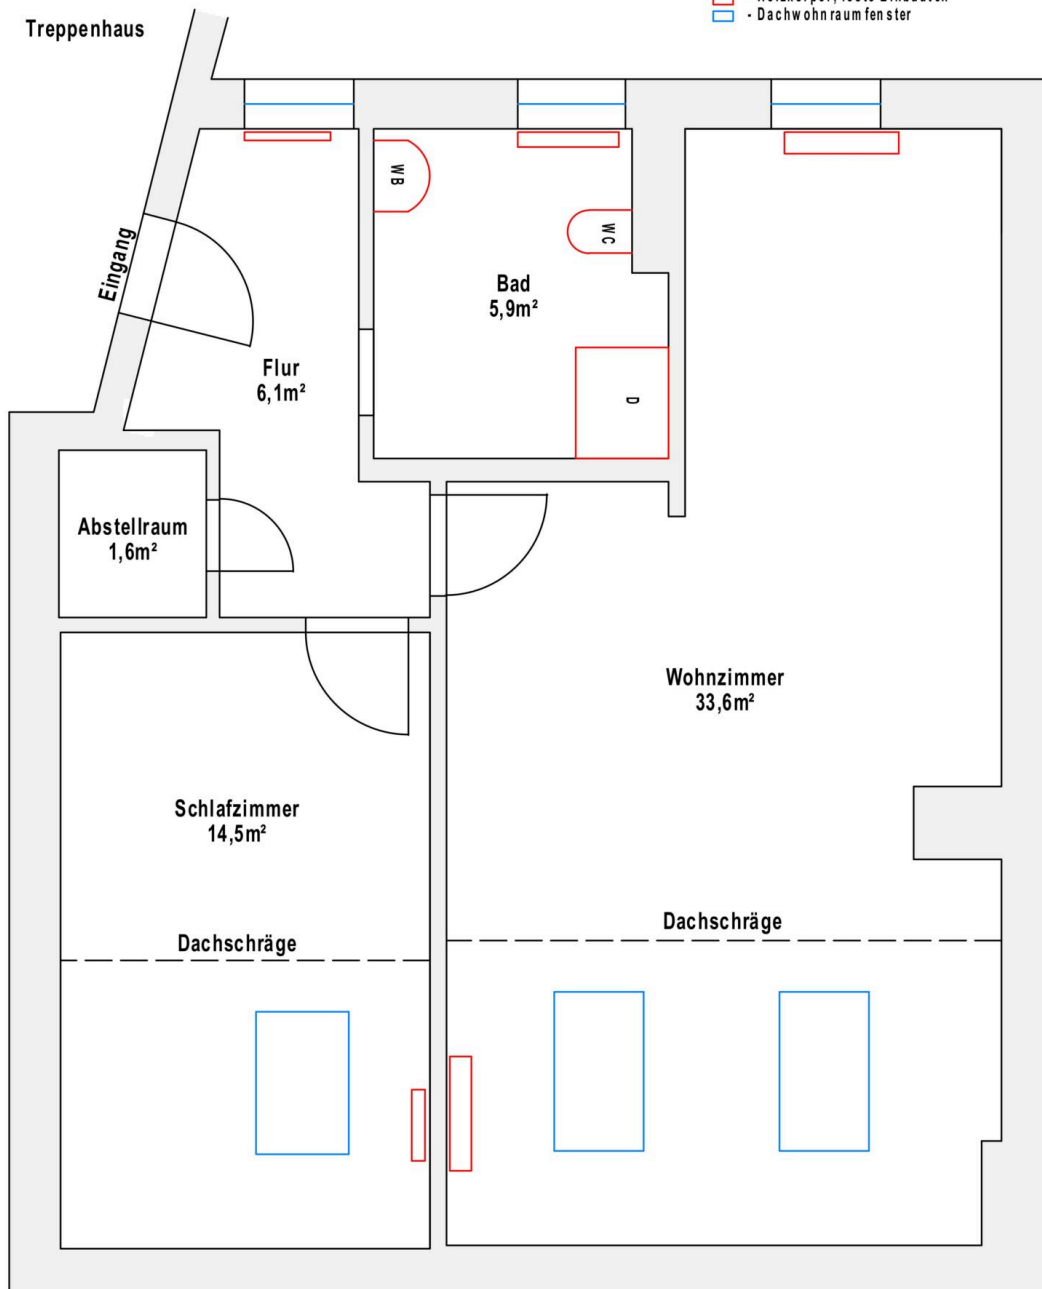 - Dachwohnraumfenster
Treppenhaus
WB
WC
Eingang
Bad
5,9m²
Flur
6,1m²
D
Abstellraum
1,6m²
Wohnzimmer
33,6m²
Schlafzimmer
14,5m²
Dachschräge
Dachschräge